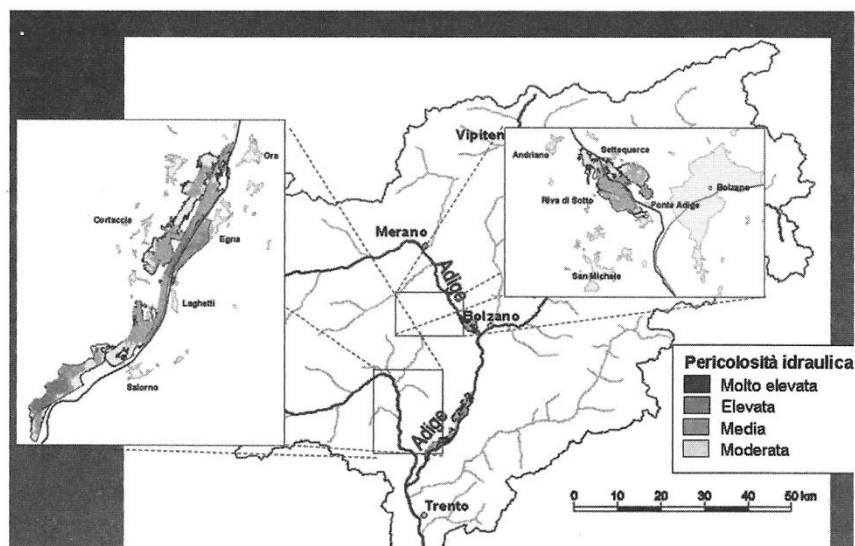 Vipiten
Ora
Cortaccia
Egna
Laghetti
Salorno
Andriano
Settequerce
Bolzano
Riva di Sotto
Ponte Adige
San Michele
Merano
Adige
Bolzano
Adige
Trento
Pericolosità idraulica
Molto elevata
Elevata
Media
Moderata
0 10 20 30 40 50 km